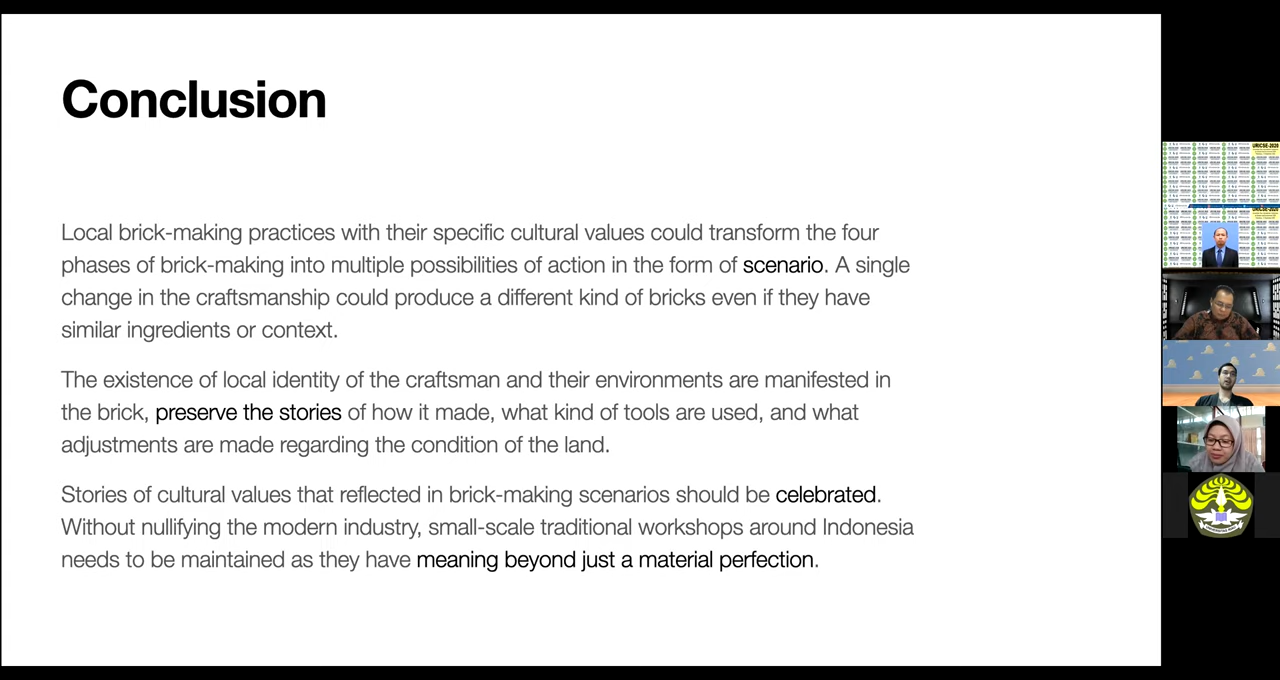 Conclusion
Local brick-making practices with their specific cultural values could transform the four
phases of brick-making into multiple possibilities of action in the form of scenario. A single
change in the craftsmanship could produce a different kind of bricks even if they have
similar ingredients or context.
The existence of local identity of the craftsman and their environments are manifested in
the brick, preserve the stories of how it made, what kind of tools are used, and what
adjustments are made regarding the condition of the land.
Stories of cultural values that reflected in brick-making scenarios should be celebrated.
Without nullifying the modern industry, small-scale traditional workshops around Indonesia
needs to be maintained as they have meaning beyond just a material perfection.
URICSE-2020
URICSE-2020